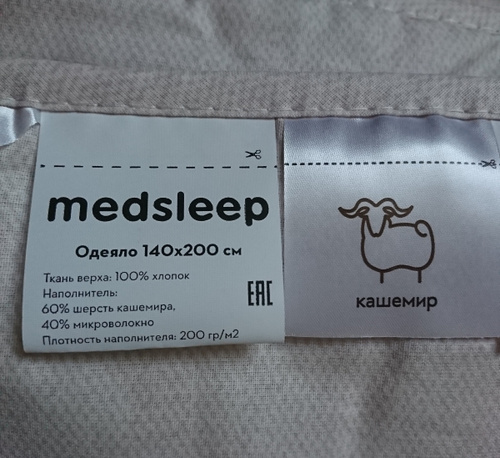 medsleep
Одеяло 140х200 см
Ткань верха: 100% хлопок
Наполнитель:
60% шерсть кашемира,
40% микроволокно
Плотность наполнителя: 200 гр/м2
EAC
кашемир